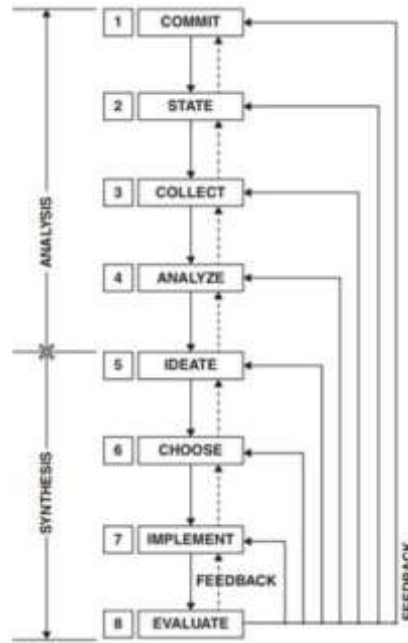 1 COMMIT
2 STATE
3 COLLECT
ANALYSIS
4 ANALYZE
5 IDEATE
6 CHOOSE
SYNTHESIS
7 IMPLEMENT
FEEDBACK
FEEDBACK
8 EVALUATE